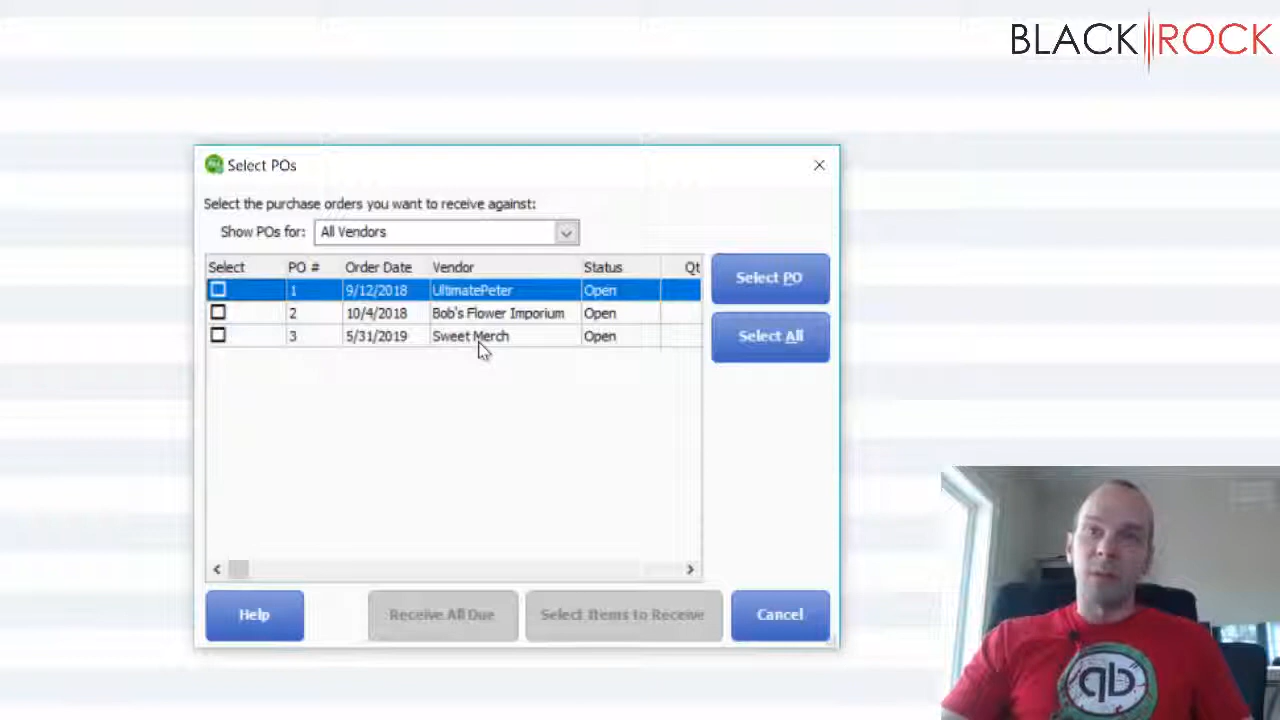 BLACK ROCK
Select POs
Select the purchase orders you want to receive against:
Show POs for: All Vendors
Select PO # Order Date Vendor Status Qt
1 9/12/2018 UltimatePeter Open
2 10/4/2018 Bob's Flower Imporium Open
3 5/31/2019 Sweet Merch Open
Select PO
Select All
Help Receive All Due Select Items to Receive Cancel
qb